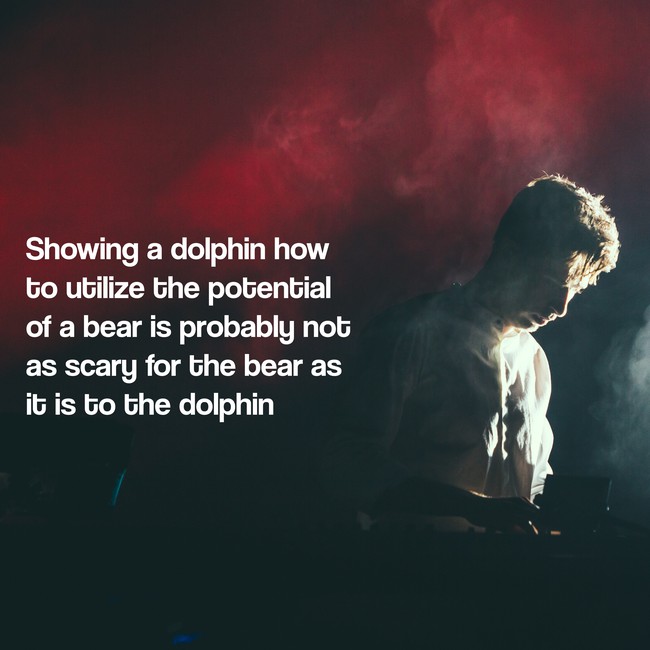 Showing a dolphin how
to utilize the potential
of a bear is probably not
as scary for the bear as
it is to the dolphin